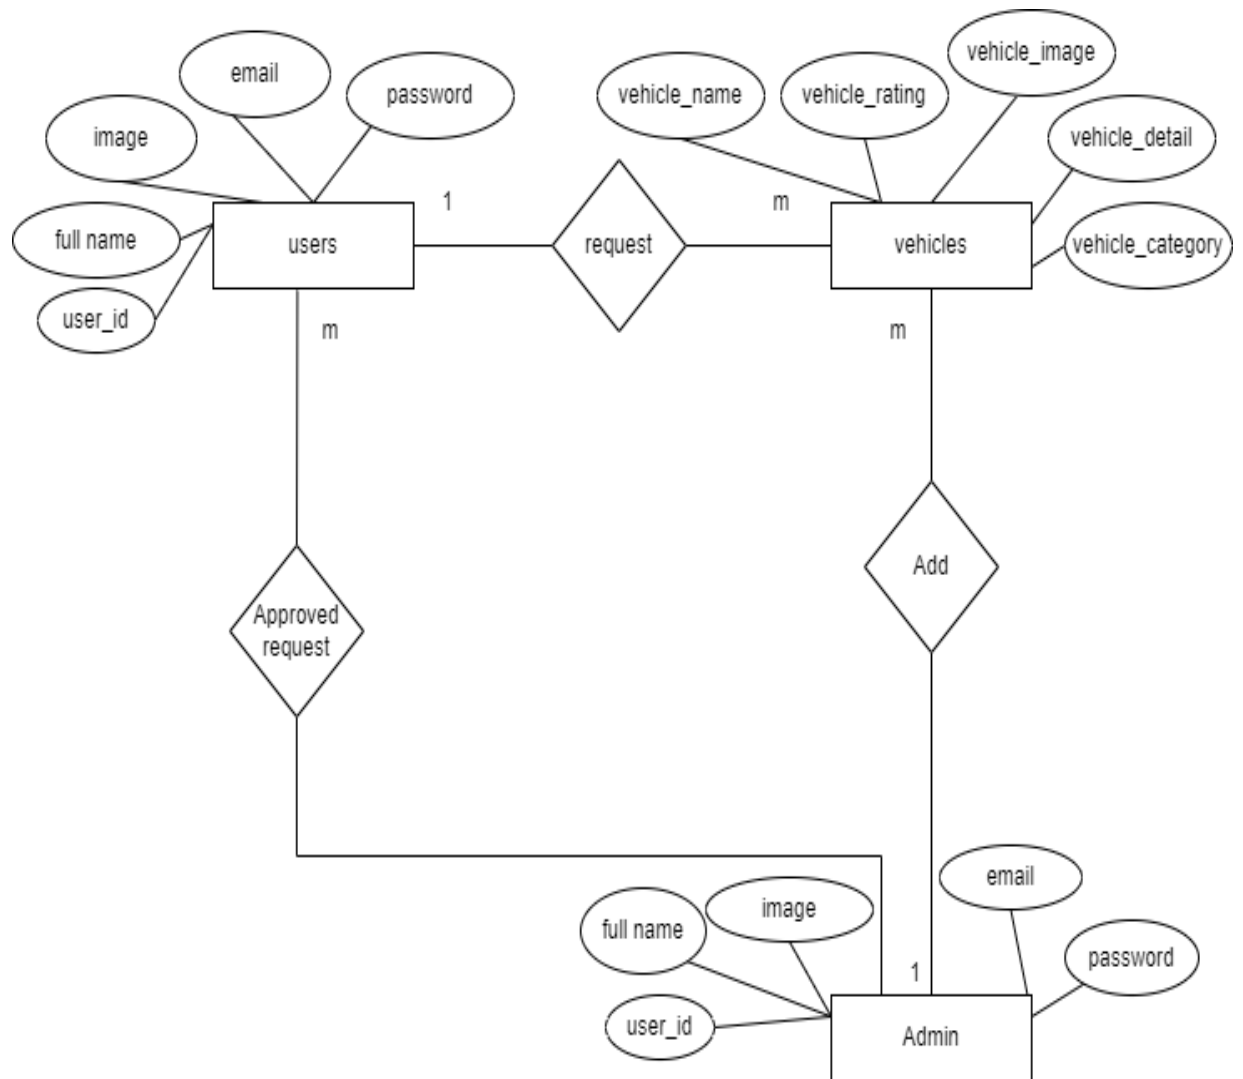 vehicle_image
email
password
vehicle_name
vehicle_rating
image
vehicle_detail
1
m
full name
users
request
vehicles
vehicle_category
user_id
m
m
Add
Approved
request
email
full name
image
password
1
user_id
Admin